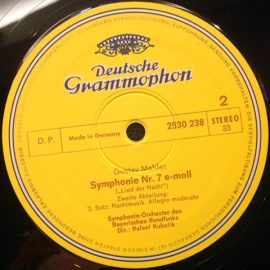 Deutsche
Grammophon
2530 238
STEREO
33
2
D. P.
Made in Germany
Gustav Mahler
Symphonie Nr. 7 e-moll
(„Lied der Nacht")
Zweite Abteilung:
2. Satz: Nachtmusik. Allegro moderato
Symphonie-Orchester des
Bayerischen Rundfunks
Dir.: Rafael Kubelik